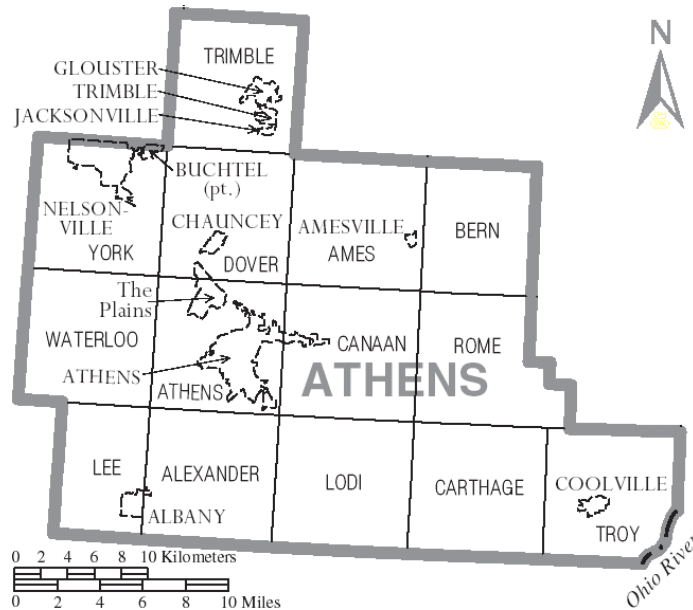 N
TRIMBLE
GLOUSTER
TRIMBLE
JACKSONVILLE
BUCHTEL
(pt.)
NELSON-
VILLE
YORK
CHAUNCEY
DOVER
AMESVILLE
AMES
BERN
The
Plains
WATERLOO
ATHENS
ATHENS
CANAAN
ROME
ATHENS
LEE
ALEXANDER
ALBANY
LODI
CARTHAGE
COOLVILLE
TROY
Ohio River
0 2 4 6 8 10 Kilometers
0 2 4 6 8 10 Miles